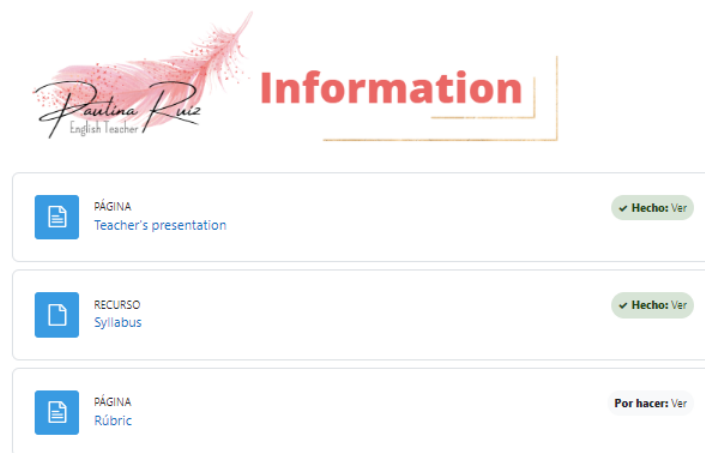 Paulina Ruiz
English Teacher
Information
PÁGINA
Teacher's presentation
✓ Hecho: Ver
RECURSO
Syllabus
✓ Hecho: Ver
PÁGINA
Rúbric
Por hacer: Ver